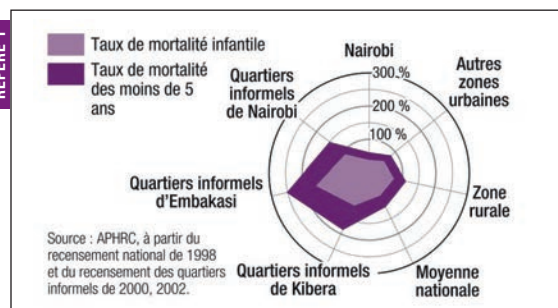 REPÈRE 1
Taux de mortalité infantile
Taux de mortalité
des moins de 5
ans
Nairobi
300 %
200 %
100 %
Autres
zones
urbaines
Quartiers
informels
de Nairobi
Quartiers informels
d'Embakasi
Zone
rurale
Source : APHRC, à partir du
recensement national de 1998
et du recensement des quartiers
informels de 2000, 2002.
Quartiers informels
de Kibera
Moyenne
nationale